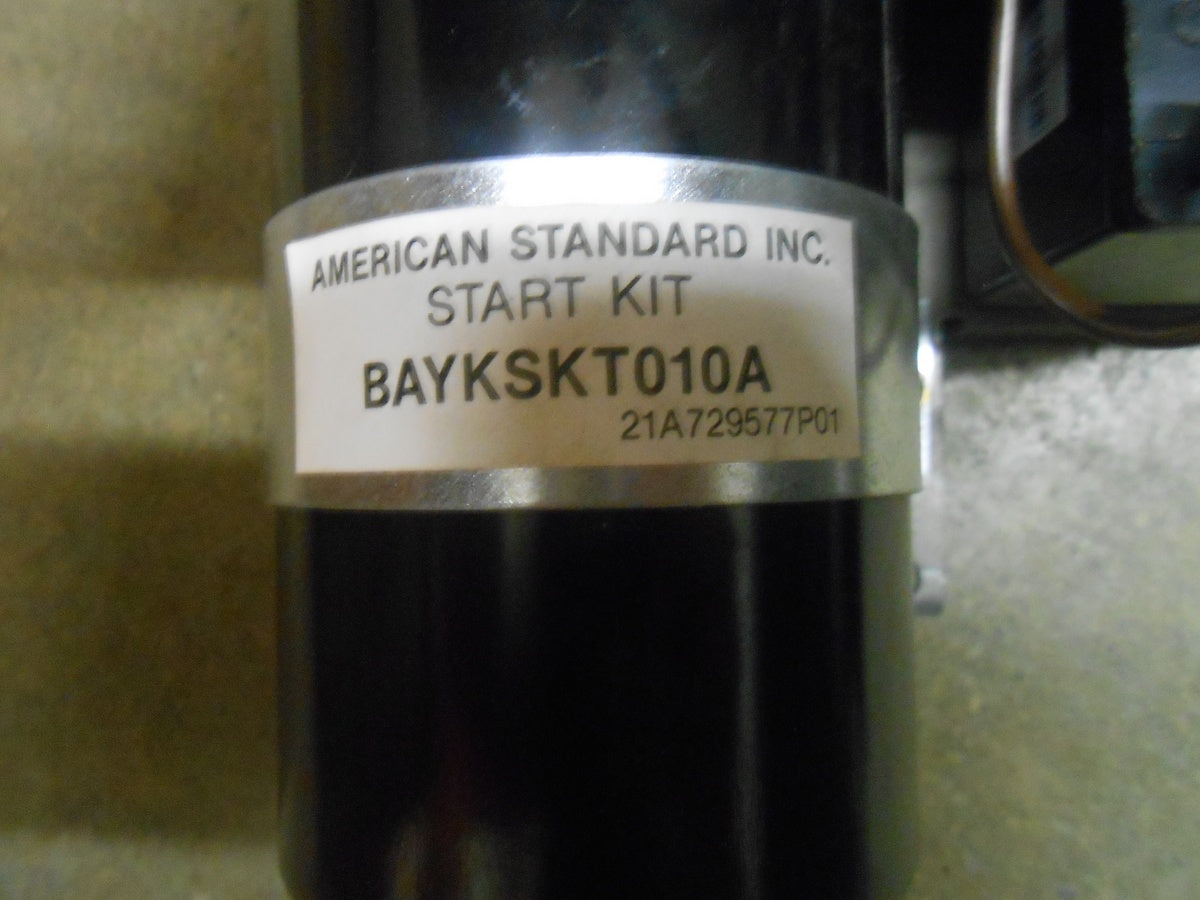 AMERICAN STANDARD INC.
START KIT
BAYKSKT010A
21A729577P01